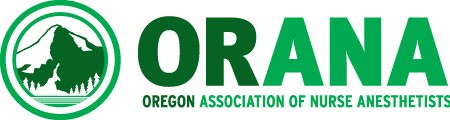 ORANA
OREGON ASSOCIATION OF NURSE ANESTHETISTS